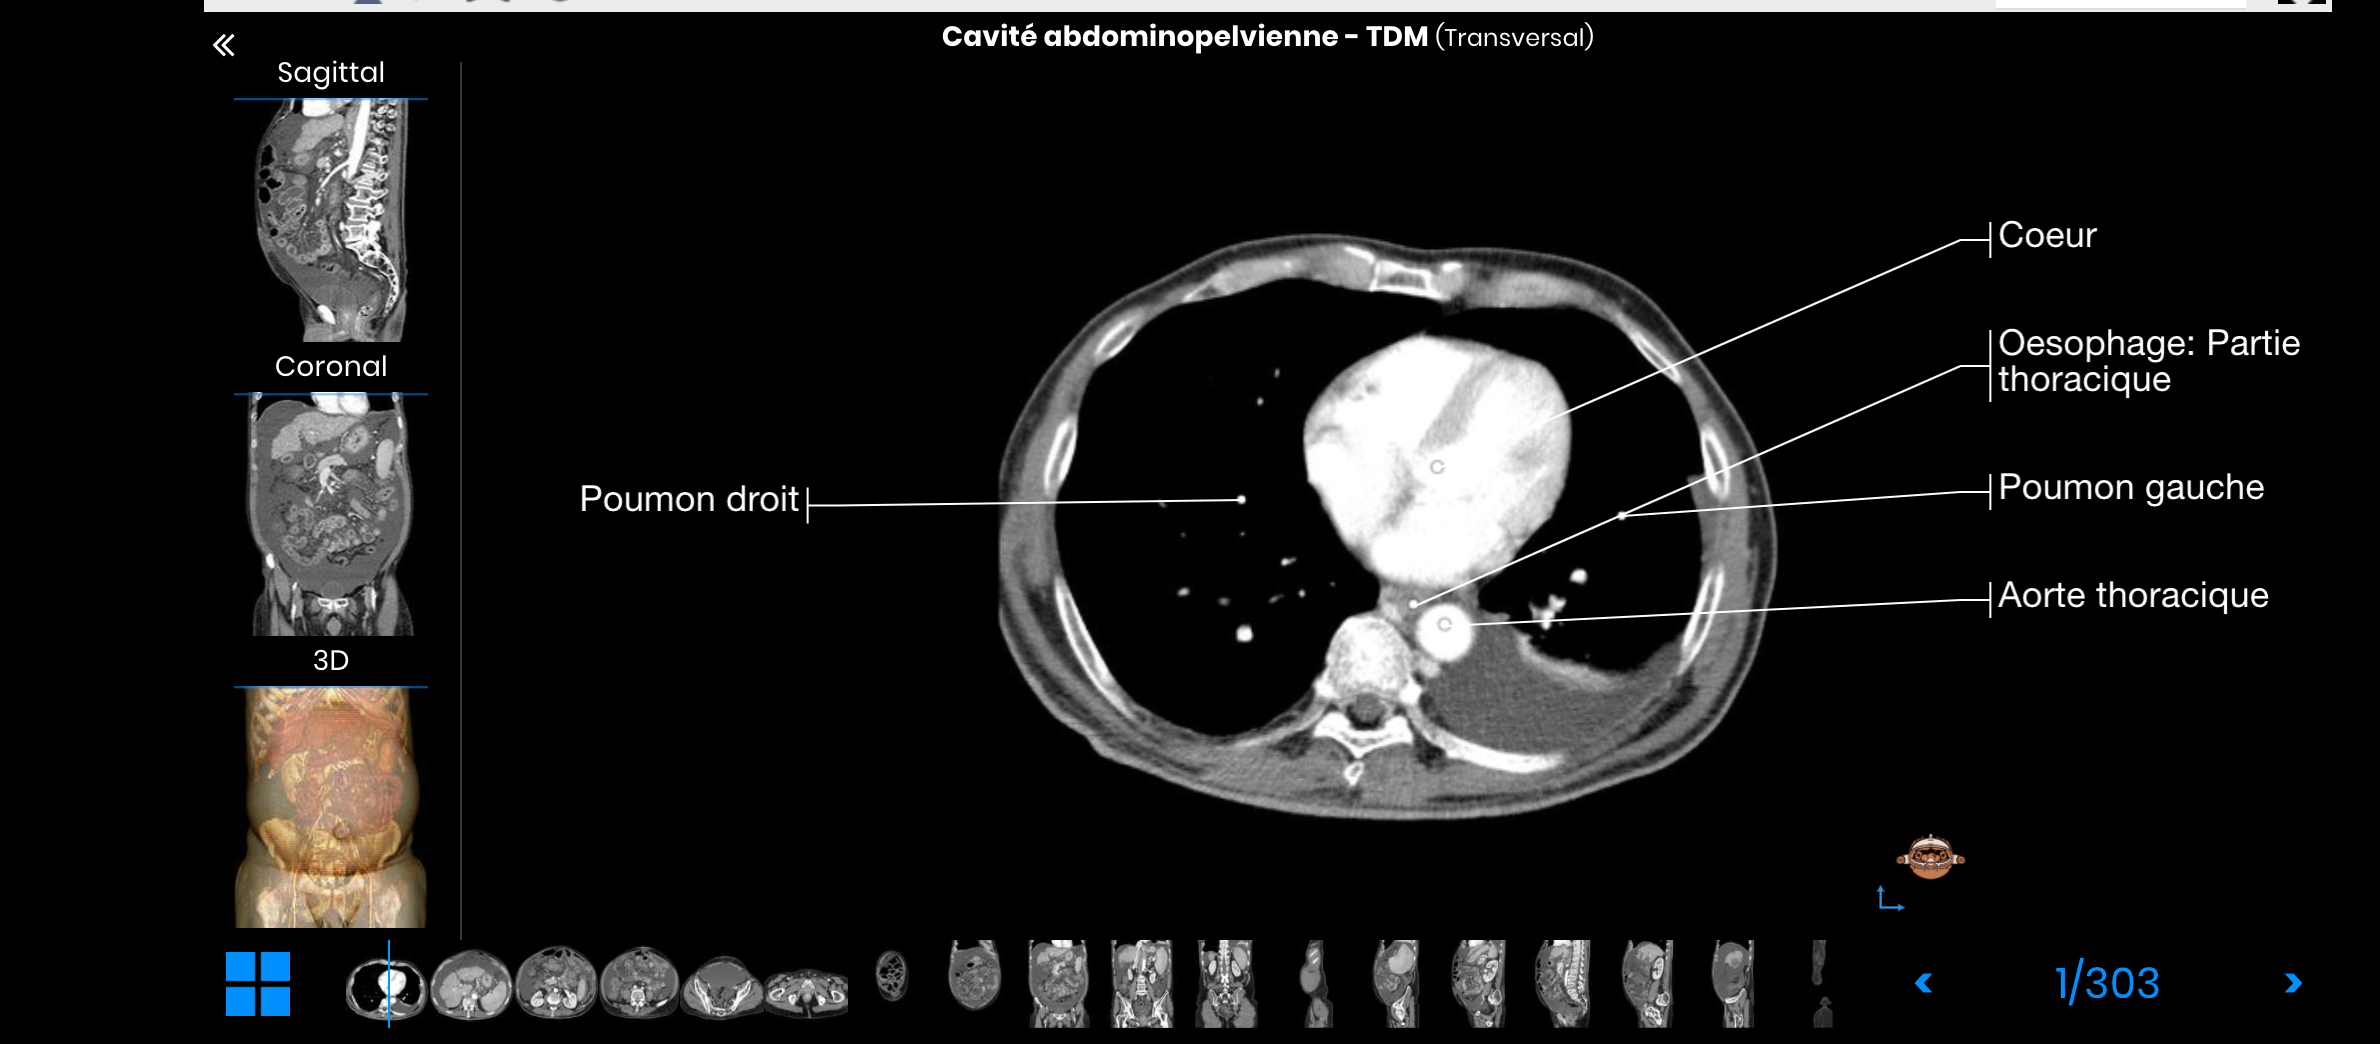 Cavité abdominopelvienne - TDM (Transversal)
Sagittal
Coronal
3D
Coeur
Oesophage: Partie
thoracique
Poumon gauche
Aorte thoracique
Poumon droit
1/303